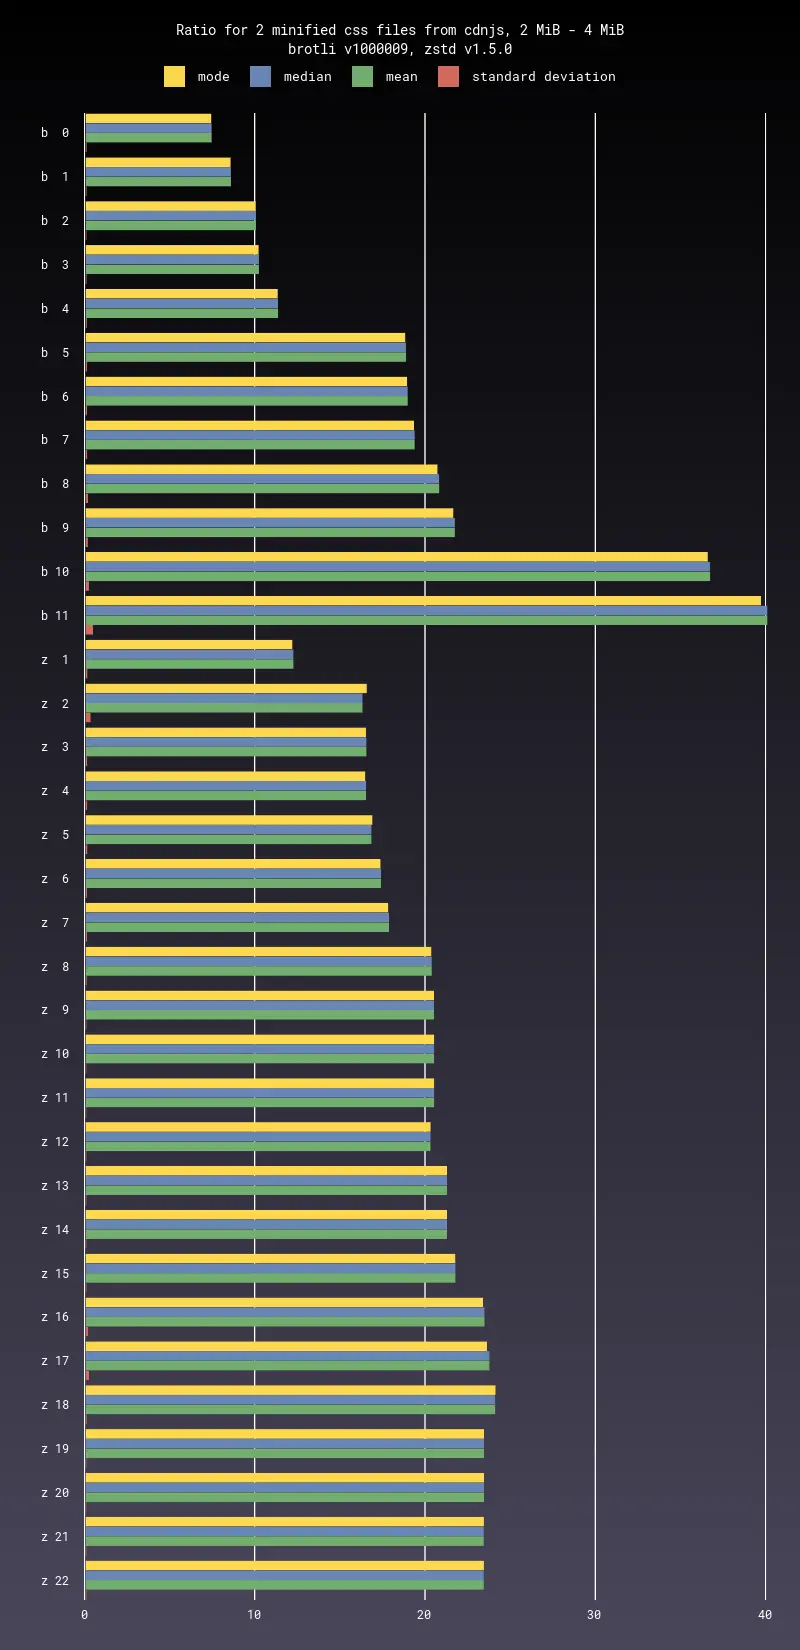 Ratio for 2 minified css files from cdnjs, 2 MiB - 4 MiB
brotli v1000009, zstd v1.5.0
mode median mean standard deviation
b 0
b 1
b 2
b 3
b 4
b 5
b 6
b 7
b 8
b 9
b 10
b 11
z 1
z 2
z 3
z 4
z 5
z 6
z 7
z 8
z 9
z 10
z 11
z 12
z 13
z 14
z 15
z 16
z 17
z 18
z 19
z 20
z 21
z 22
0 10 20 30 40